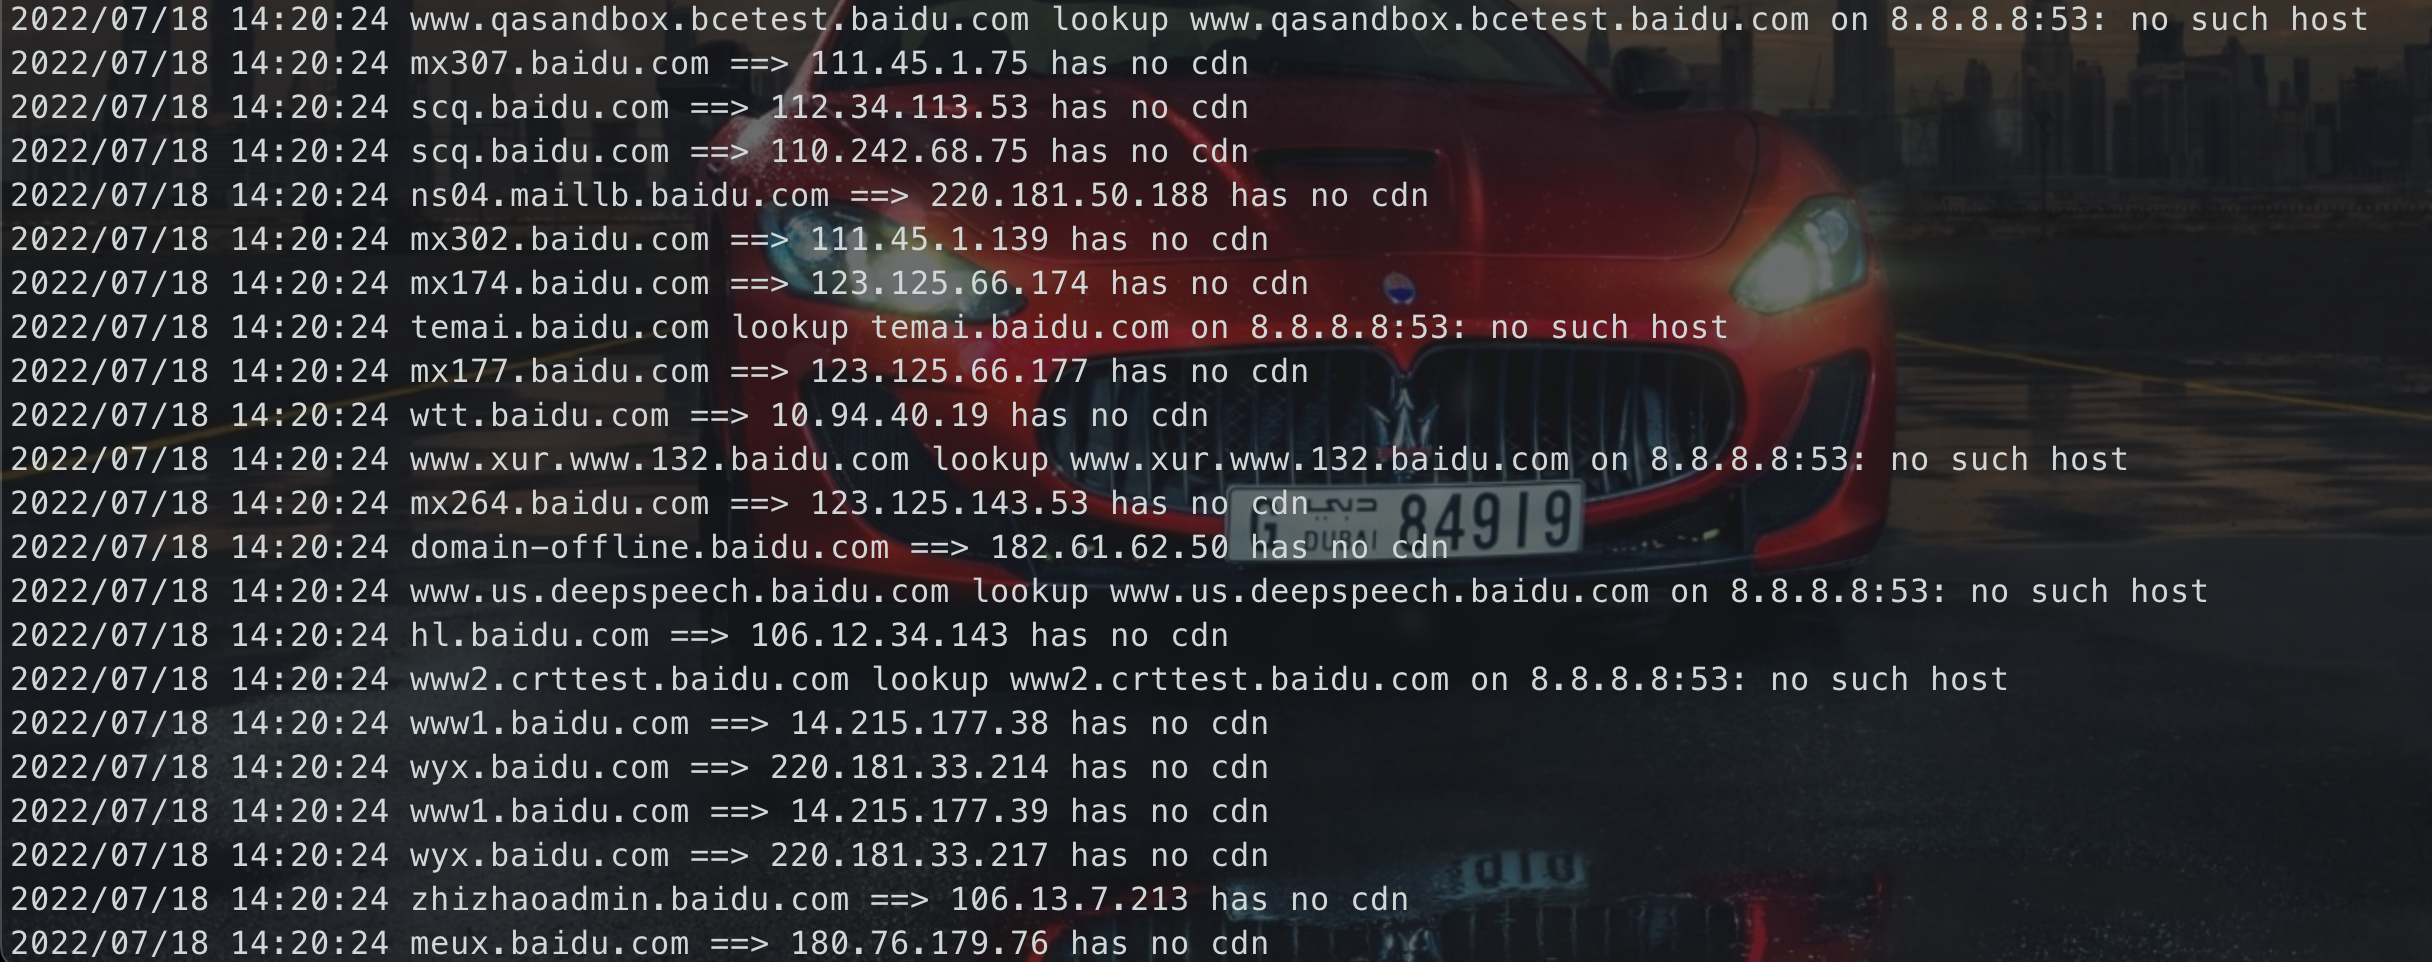 2022/07/18 14:20:24 www.qasandbox.bcetest.baidu.com lookup www.qasandbox.bcetest.baidu.com on 8.8.8.8:53: no such host
2022/07/18 14:20:24 mx307.baidu.com ==> 111.45.1.75 has no cdn
2022/07/18 14:20:24 scq.baidu.com ==> 112.34.113.53 has no cdn
2022/07/18 14:20:24 scq.baidu.com ==> 110.242.68.75 has no cdn
2022/07/18 14:20:24 ns04.maillb.baidu.com ==> 220.181.50.188 has no cdn
2022/07/18 14:20:24 mx302.baidu.com ==> 111.45.1.139 has no cdn
2022/07/18 14:20:24 mx174.baidu.com ==> 123.125.66.174 has no cdn
2022/07/18 14:20:24 temai.baidu.com lookup temai.baidu.com on 8.8.8.8:53: no such host
2022/07/18 14:20:24 mx177.baidu.com ==> 123.125.66.177 has no cdn
2022/07/18 14:20:24 wtt.baidu.com ==> 10.94.40.19 has no cdn
2022/07/18 14:20:24 www.xur.www.132.baidu.com lookup www.xur.www.132.baidu.com on 8.8.8.8:53: no such host
2022/07/18 14:20:24 mx264.baidu.com ==> 123.125.143.53 has no cdn
2022/07/18 14:20:24 domain-offline.baidu.com ==> 182.61.62.50 has no cdn
2022/07/18 14:20:24 www.us.deepspeech.baidu.com lookup www.us.deepspeech.baidu.com on 8.8.8.8:53: no such host
2022/07/18 14:20:24 hl.baidu.com ==> 106.12.34.143 has no cdn
2022/07/18 14:20:24 www2.crttest.baidu.com lookup www2.crttest.baidu.com on 8.8.8.8:53: no such host
2022/07/18 14:20:24 www1.baidu.com ==> 14.215.177.38 has no cdn
2022/07/18 14:20:24 wyx.baidu.com ==> 220.181.33.214 has no cdn
2022/07/18 14:20:24 www1.baidu.com ==> 14.215.177.39 has no cdn
2022/07/18 14:20:24 wyx.baidu.com ==> 220.181.33.217 has no cdn
2022/07/18 14:20:24 zhizhaoadmin.baidu.com ==> 106.13.7.213 has no cdn
2022/07/18 14:20:24 meux.baidu.com ==> 180.76.179.76 has no cdn
G DUBAI 84919